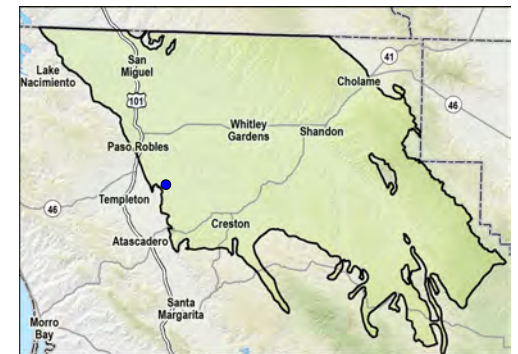 San
Miguel
Lake
Nacimiento
41
Cholame
101
46
Whitley
Gardens
Shandon
Paso Robles
Templeton
46
Creston
Atascadero
Santa
Margarita
Morro
Bay